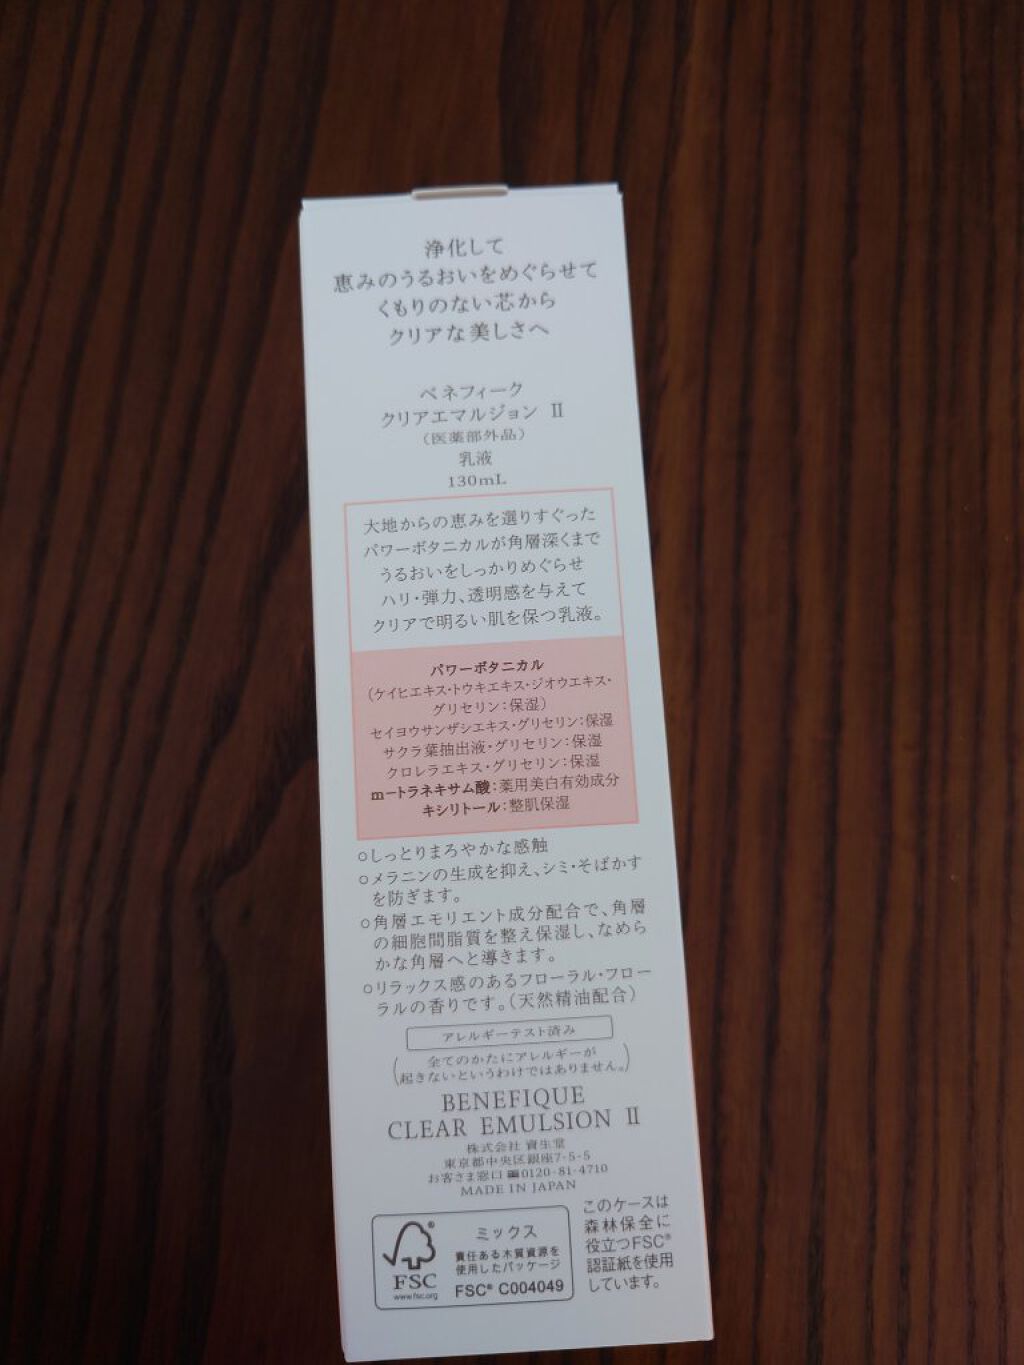 浄化して
恵みのうるおいをめぐらせて
くもりのない芯から
クリアな美しさへ
ベネフィーク
クリアエマルジョン Ⅱ
（医薬部外品）
乳液
130mL
大地からの恵みを選りすぐった
パワーボタニカルが角層深くまで
うるおいをしっかりめぐらせ
ハリ・弾力、透明感を与えて
クリアで明るい肌を保つ乳液。
パワーボタニカル
（ケイヒエキス・トウキエキス・ジオウエキス・
グリセリン：保湿）
セイヨウサンザシエキス・グリセリン：保湿
サクラ葉抽出液・グリセリン：保湿
クロレラエキス・グリセリン：保湿
m-トラネキサム酸：薬用美白有効成分
キシリトール：整肌保湿
○しっとりまろやかな感触
○メラニンの生成を抑え、シミ・そばかす
を防ぎます。
○角層エモリエント成分配合で、角層
の細胞間脂質を整え保湿し、なめら
かな角層へと導きます。
○リラックス感のあるフローラル・フロー
ラルの香りです。（天然精油配合）
アレルギーテスト済み
（全てのかたにアレルギーが
起きないというわけではありません。）
BENEFIQUE
CLEAR EMULSION Ⅱ
株式会社 資生堂
東京都中央区銀座7-5-5
お客さま窓口 0120-81-4710
MADE IN JAPAN
FSC®
www.fsc.org
ミックス
責任ある木質資源を
使用したパッケージ
FSC® C004049
このケースは
森林保全に
役立つFSC®
認証紙を使用
しています。